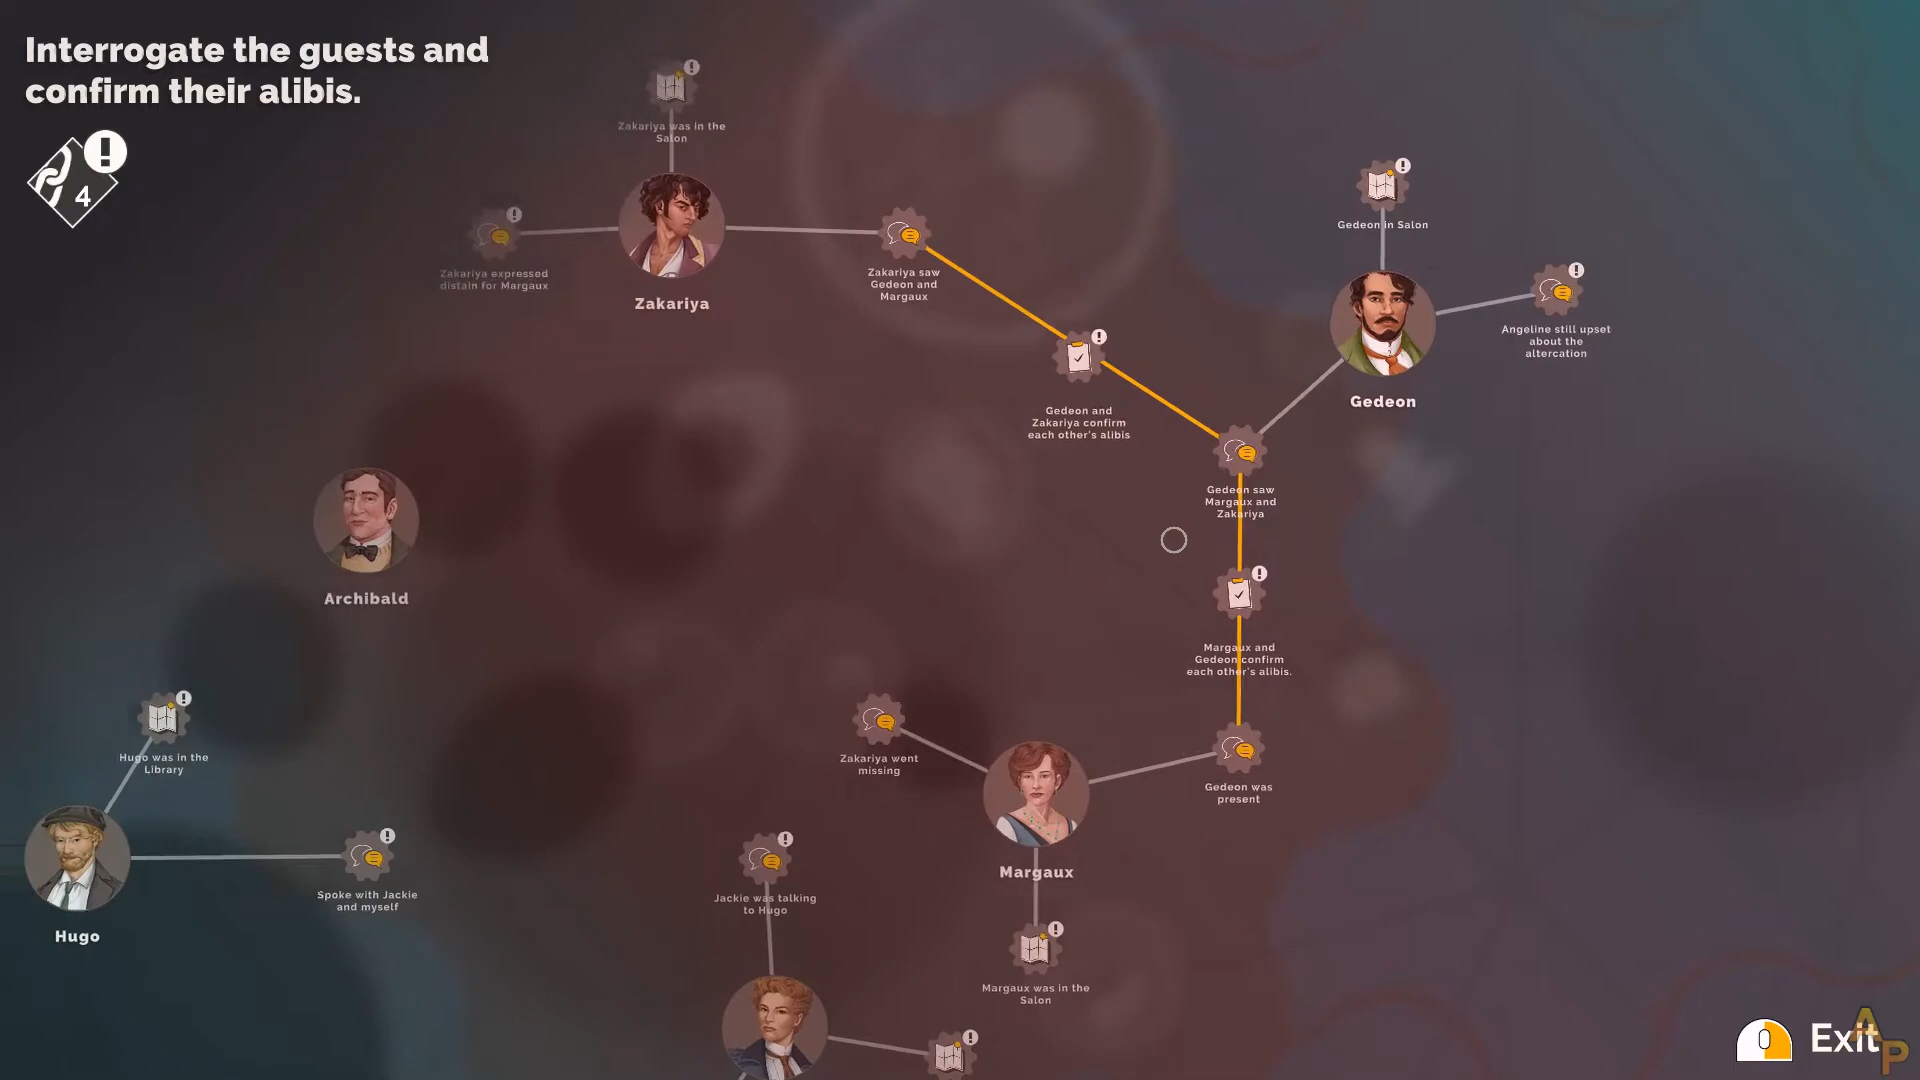 Interrogate the guests and
confirm their alibis.
4
Zakariya was in the
Salon
Zakariya expressed
distain for Margaux
Zakariya
Zakariya saw
Gedeon and
Margaux
Gedeon in Salon
Angeline still upset
about the
altercation
Gedeon
Gedeon and
Zakariya confirm
each other's alibis
Gedeon saw
Margaux and
Zakariya
Archibald
Margaux and
Gedeon confirm
each other's alibis.
Hugo was in the
Library
Zakariya went
missing
Gedeon was
present
Margaux
Spoke with Jackie
and myself
Jackie was talking
to Hugo
Hugo
Margaux was in the
Salon
Exit
AP